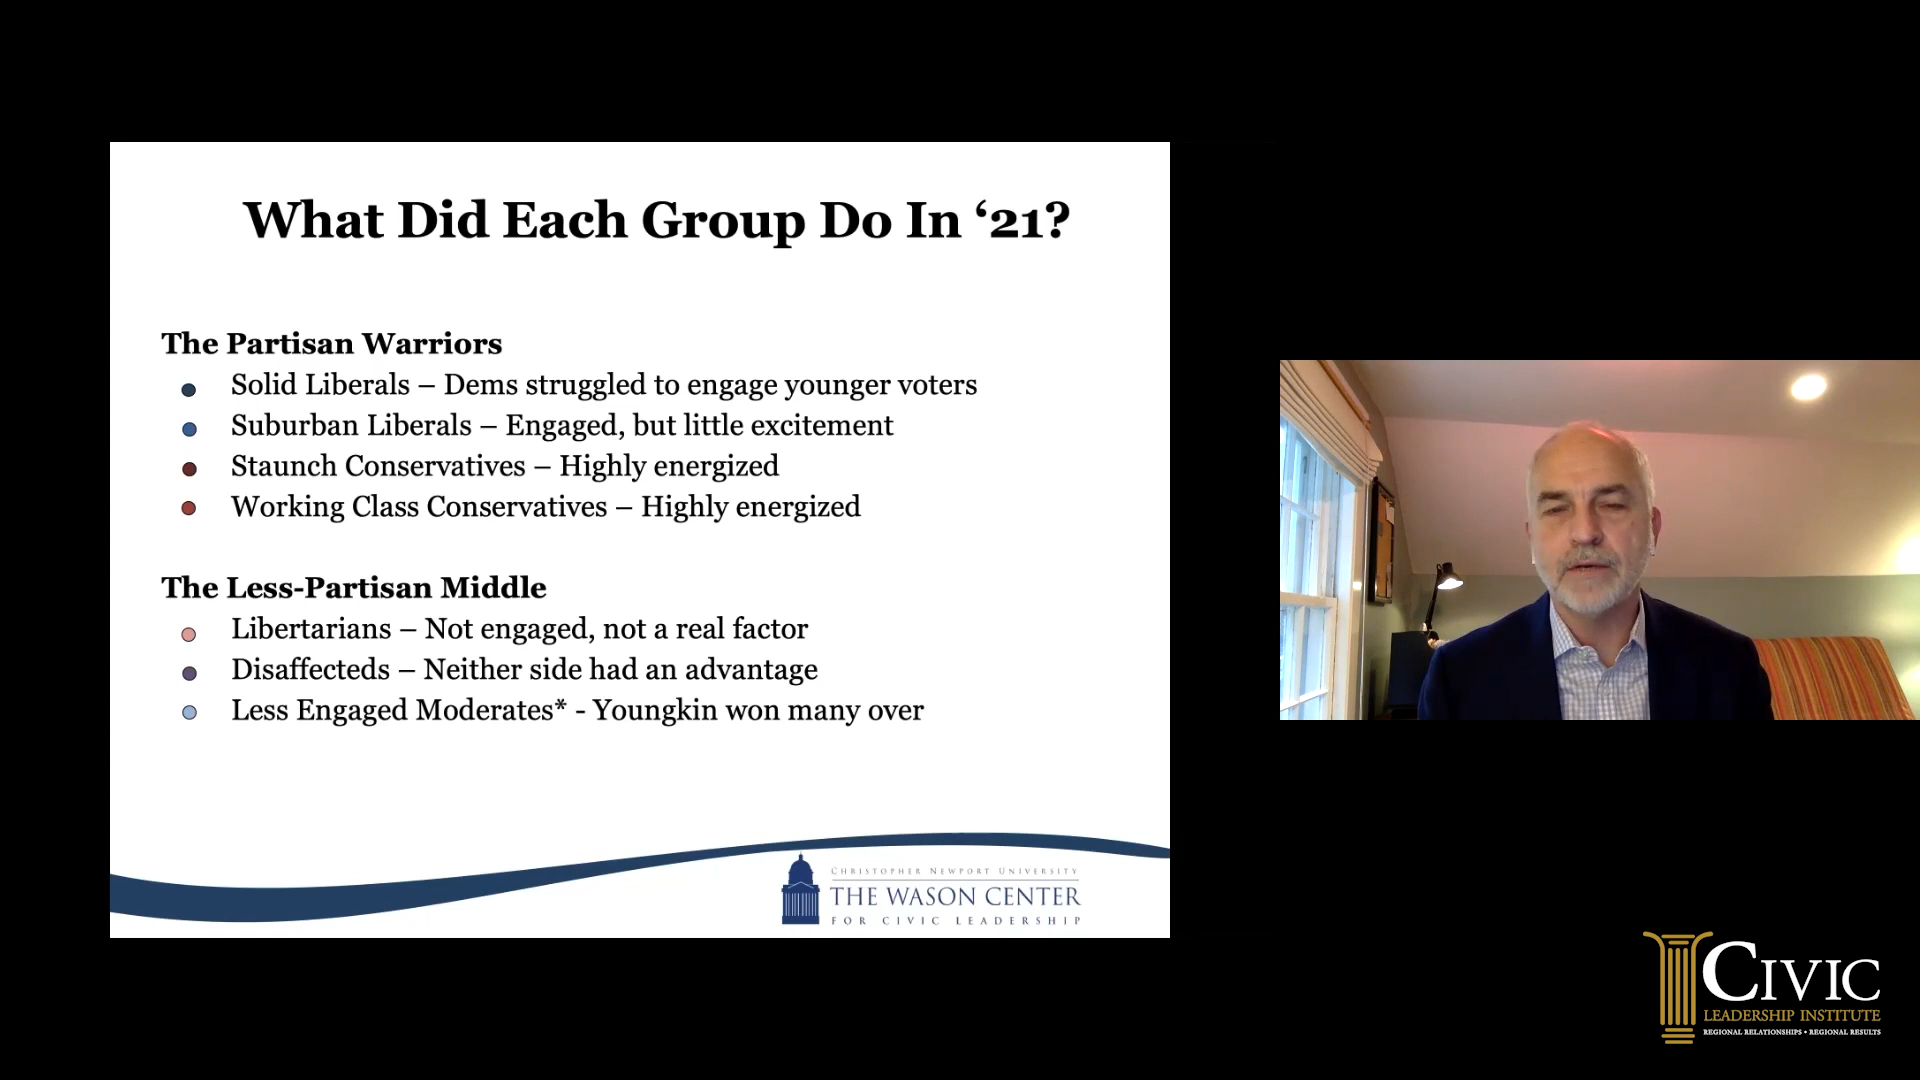 What Did Each Group Do In ‘21?
The Partisan Warriors
Solid Liberals – Dems struggled to engage younger voters
Suburban Liberals – Engaged, but little excitement
Staunch Conservatives – Highly energized
Working Class Conservatives – Highly energized
The Less-Partisan Middle
Libertarians – Not engaged, not a real factor
Disaffecteds – Neither side had an advantage
Less Engaged Moderates* - Youngkin won many over
CHRISTOPHER NEWPORT UNIVERSITY
THE WASON CENTER
FOR CIVIC LEADERSHIP
CIVIC
LEADERSHIP INSTITUTE
REGIONAL RELATIONSHIPS • REGIONAL RESULTS